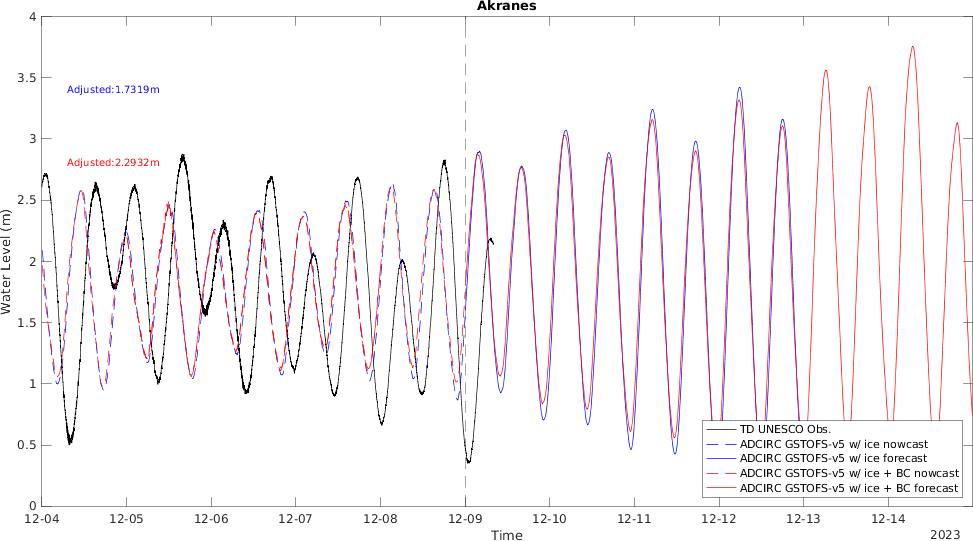 Akranes
4
3.5
3
2.5
2
1.5
1
0.5
0
Water Level (m)
Adjusted:1.7319m
Adjusted:2.2932m
TD UNESCO Obs.
ADCIRC GSTOFS-v5 w/ ice nowcast
ADCIRC GSTOFS-v5 w/ ice forecast
ADCIRC GSTOFS-v5 w/ ice + BC nowcast
ADCIRC GSTOFS-v5 w/ ice + BC forecast
12-04 12-05 12-06 12-07 12-08 12-09 12-10 12-11 12-12 12-13 12-14
Time
2023